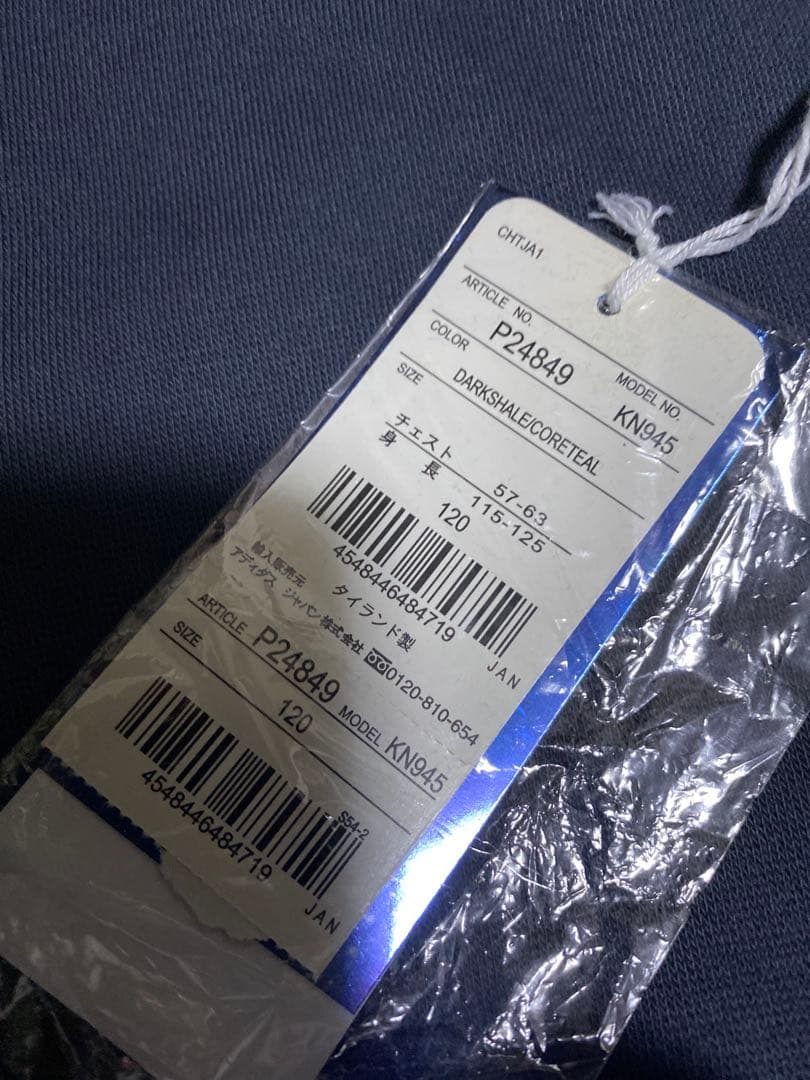 CHTJA1
ARTICLE NO. MODEL NO.
P24849 KN945
COLOR
DARKSHALE/CORETEAL
SIZE
チェスト 57-63
身 長 115-125
120
4548446484719
JAN
輸入販売元 タイランド製
アディダス ジャパン株式会社 0120-810-654
ARTICLE P24849 MODEL KN945
SIZE 120
S54-2
4548446484719
JAN